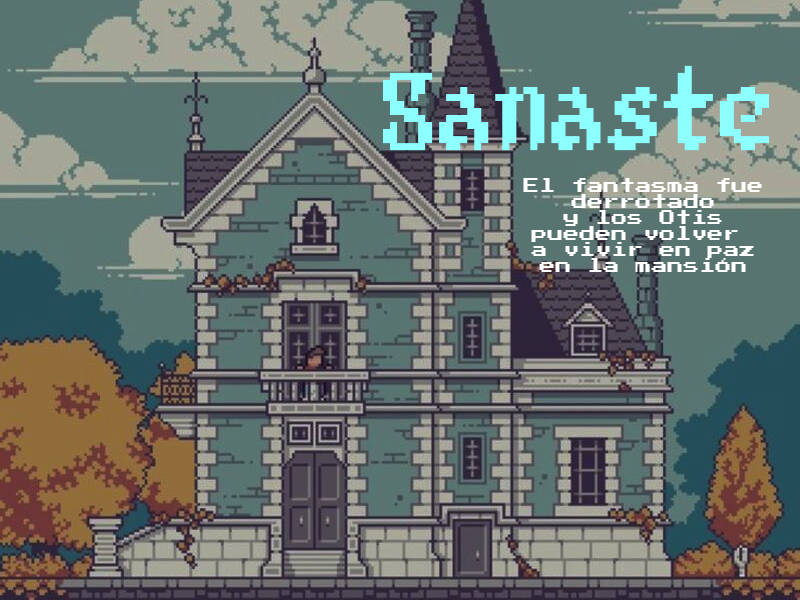 Sanaste
El fantasma fue
derrotado
y los Otis
pueden volver
a vivir en paz
en la mansión